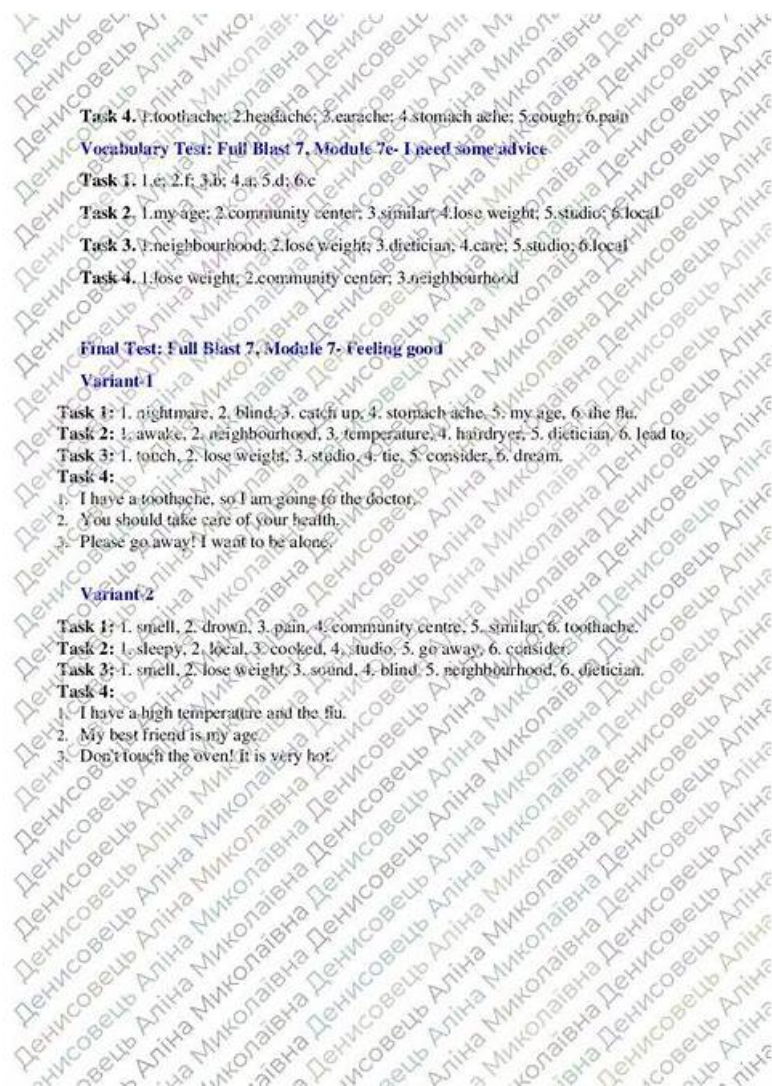 Task 4. 1.toothache; 2.headache; 3.earache; 4.stomach ache; 5.cough; 6.pain
Vocabulary Test: Full Blast 7, Module 7e- I need some advice
Task 1. 1.e; 2.f; 3.b; 4.a; 5.d; 6.c
Task 2. 1.my age; 2.community center; 3.similar; 4.lose weight; 5.studio; 6.local
Task 3. 1.neighbourhood; 2.lose weight; 3.dietician; 4.care; 5.studio; 6.local
Task 4. 1.lose weight; 2.community center; 3.neighbourhood
Final Test: Full Blast 7, Module 7- Feeling good
Variant-1
Task 1: 1. nightmare, 2. blind, 3. catch up, 4. stomach ache, 5. my age, 6. the flu.
Task 2: 1. awake, 2. neighbourhood, 3. temperature, 4. hairdryer, 5. dietician, 6. lead to.
Task 3: 1. touch, 2. lose weight, 3. studio, 4. tie, 5. consider, 6. dream.
Task 4:
1. I have a toothache, so I am going to the doctor.
2. You should take care of your health.
3. Please go away! I want to be alone.
Variant-2
Task 1: 1. smell, 2. drown, 3. pain, 4. community centre, 5. similar, 6. toothache.
Task 2: 1. sleepy, 2. local, 3. cooked, 4. studio, 5. go away, 6. consider.
Task 3: 1. smell, 2. lose weight, 3. sound, 4. blind, 5. neighbourhood, 6. dietician.
Task 4:
1. I have a high temperature and the flu.
2. My best friend is my age.
3. Don't touch the oven! It is very hot.
Денисовець Аліна Миколаївна